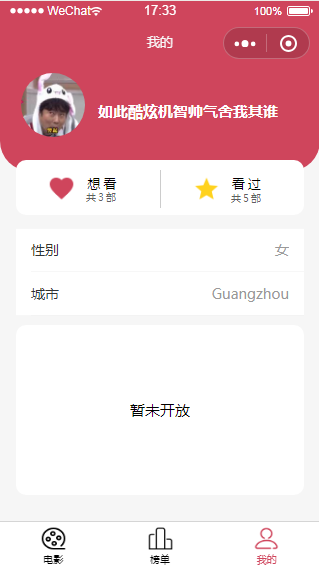 WeChat 17:33 100%
我的
如此酷炫机智帅气舍我其谁
想看 看过
共3部 共5部
性别 女
城市 Guangzhou
暂未开放
电影 榜单 我的